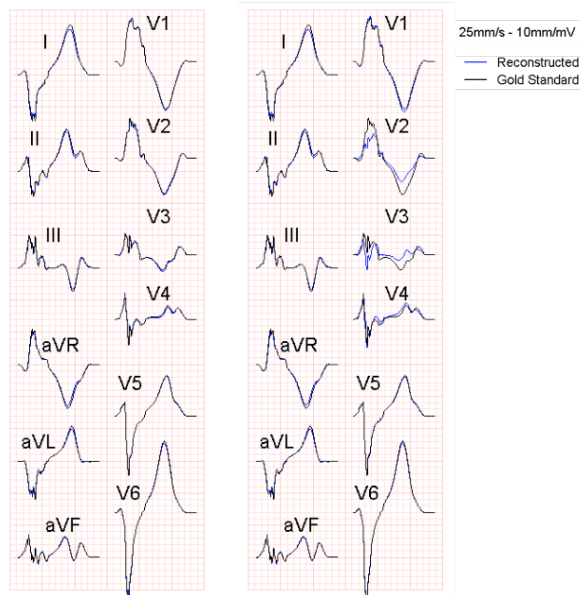 I
V1
II
V2
III
V3
V4
aVR
V5
aVL
V6
aVF
I
V1
II
V2
III
V3
V4
aVR
V5
aVL
V6
aVF
25mm/s - 10mm/mV
Reconstructed
Gold Standard